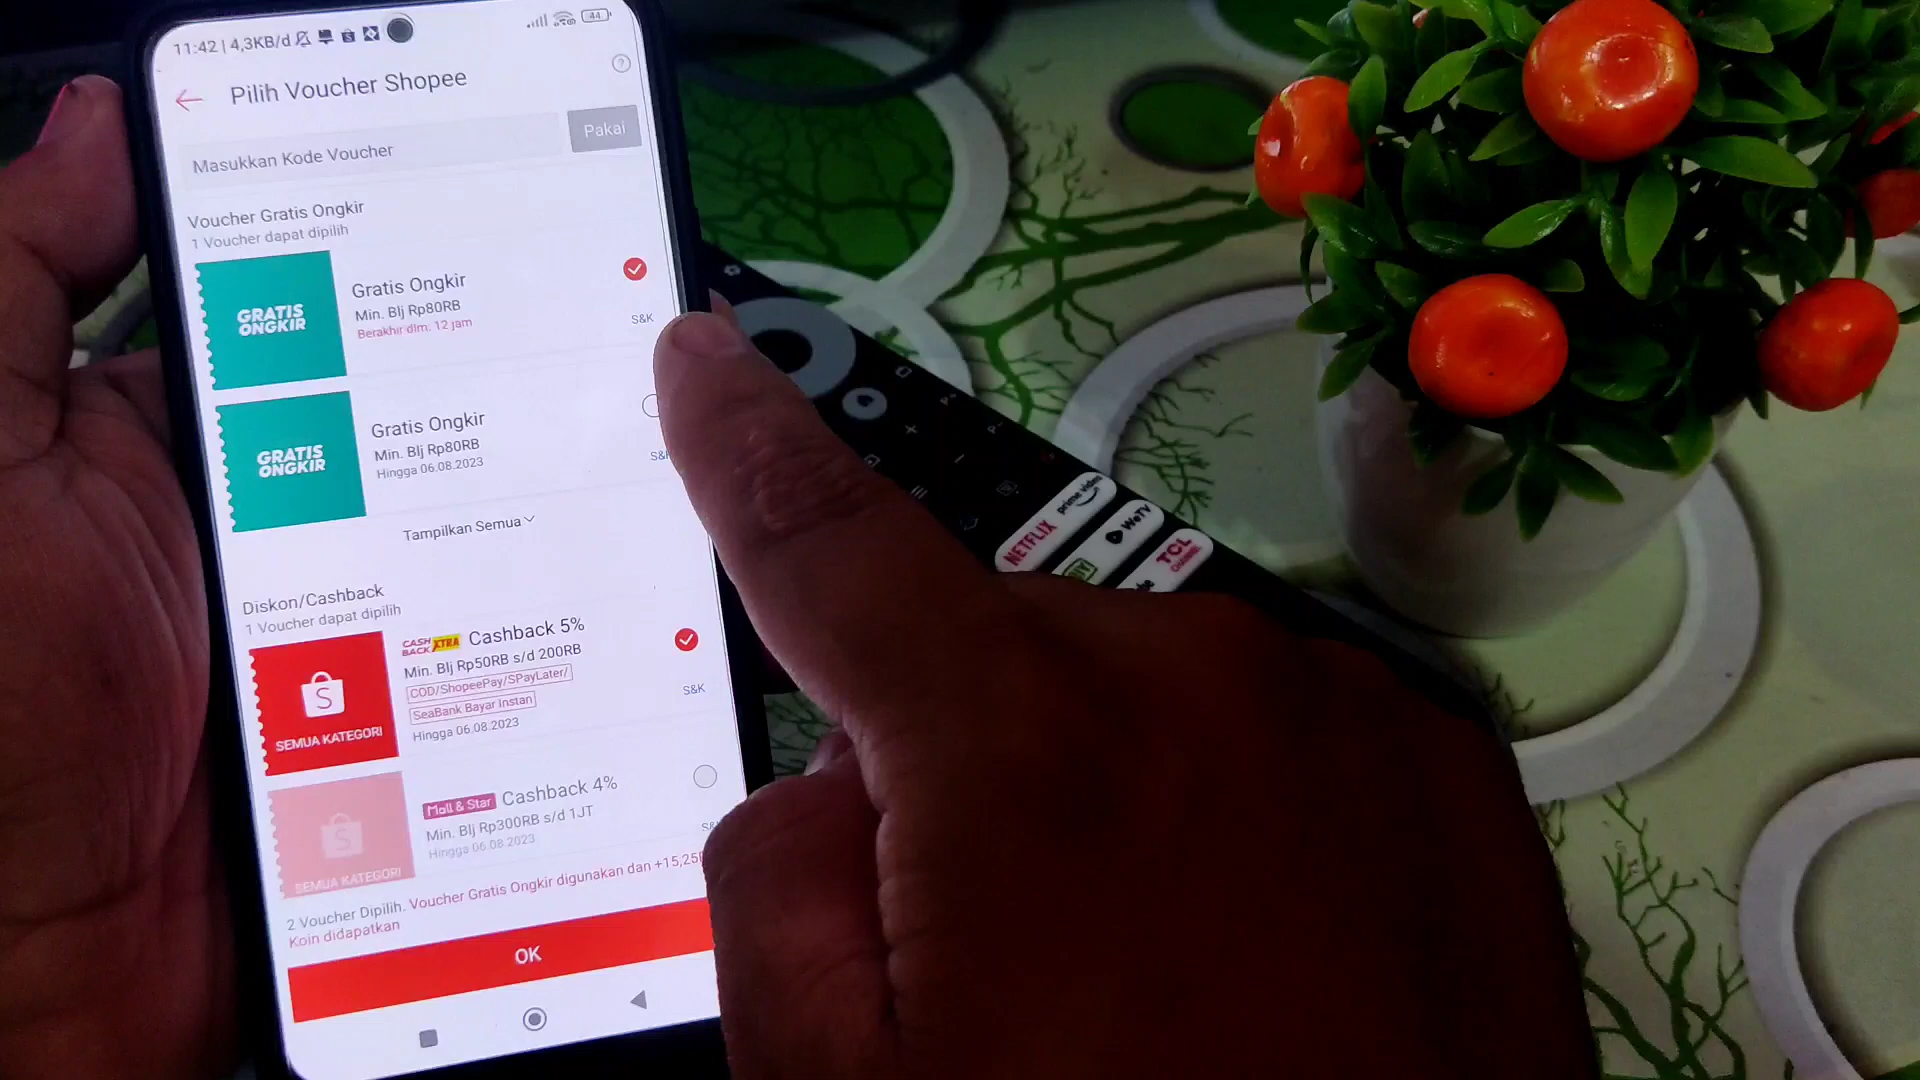 11:42 | 4,3KB/d
44
Pilih Voucher Shopee
Masukkan Kode Voucher
Pakai
Voucher Gratis Ongkir
1 Voucher dapat dipilih
GRATIS
ONGKIR
Gratis Ongkir
Min. Blj Rp80RB
Berakhir dlm: 12 jam
S&K
GRATIS
ONGKIR
Gratis Ongkir
Min. Blj Rp80RB
Hingga 06.08.2023
Tampilkan Semua
Diskon/Cashback
1 Voucher dapat dipilih
SEMUA KATEGORI
CASH BACK XTRA Cashback 5%
Min. Blj Rp50RB s/d 200RB
COD/ShopeePay/SPayLater/
SeaBank Bayar Instan
Hingga 06.08.2023
S&K
SEMUA KATEGORI
Mall & Star Cashback 4%
Min. Blj Rp300RB s/d 1JT
Hingga 06.08.2023
2 Voucher Dipilih. Voucher Gratis Ongkir digunakan dan
Koin didapatkan
OK
NETFLIX
prime video
WeTV
TCL
CHANNEL
P+
P-